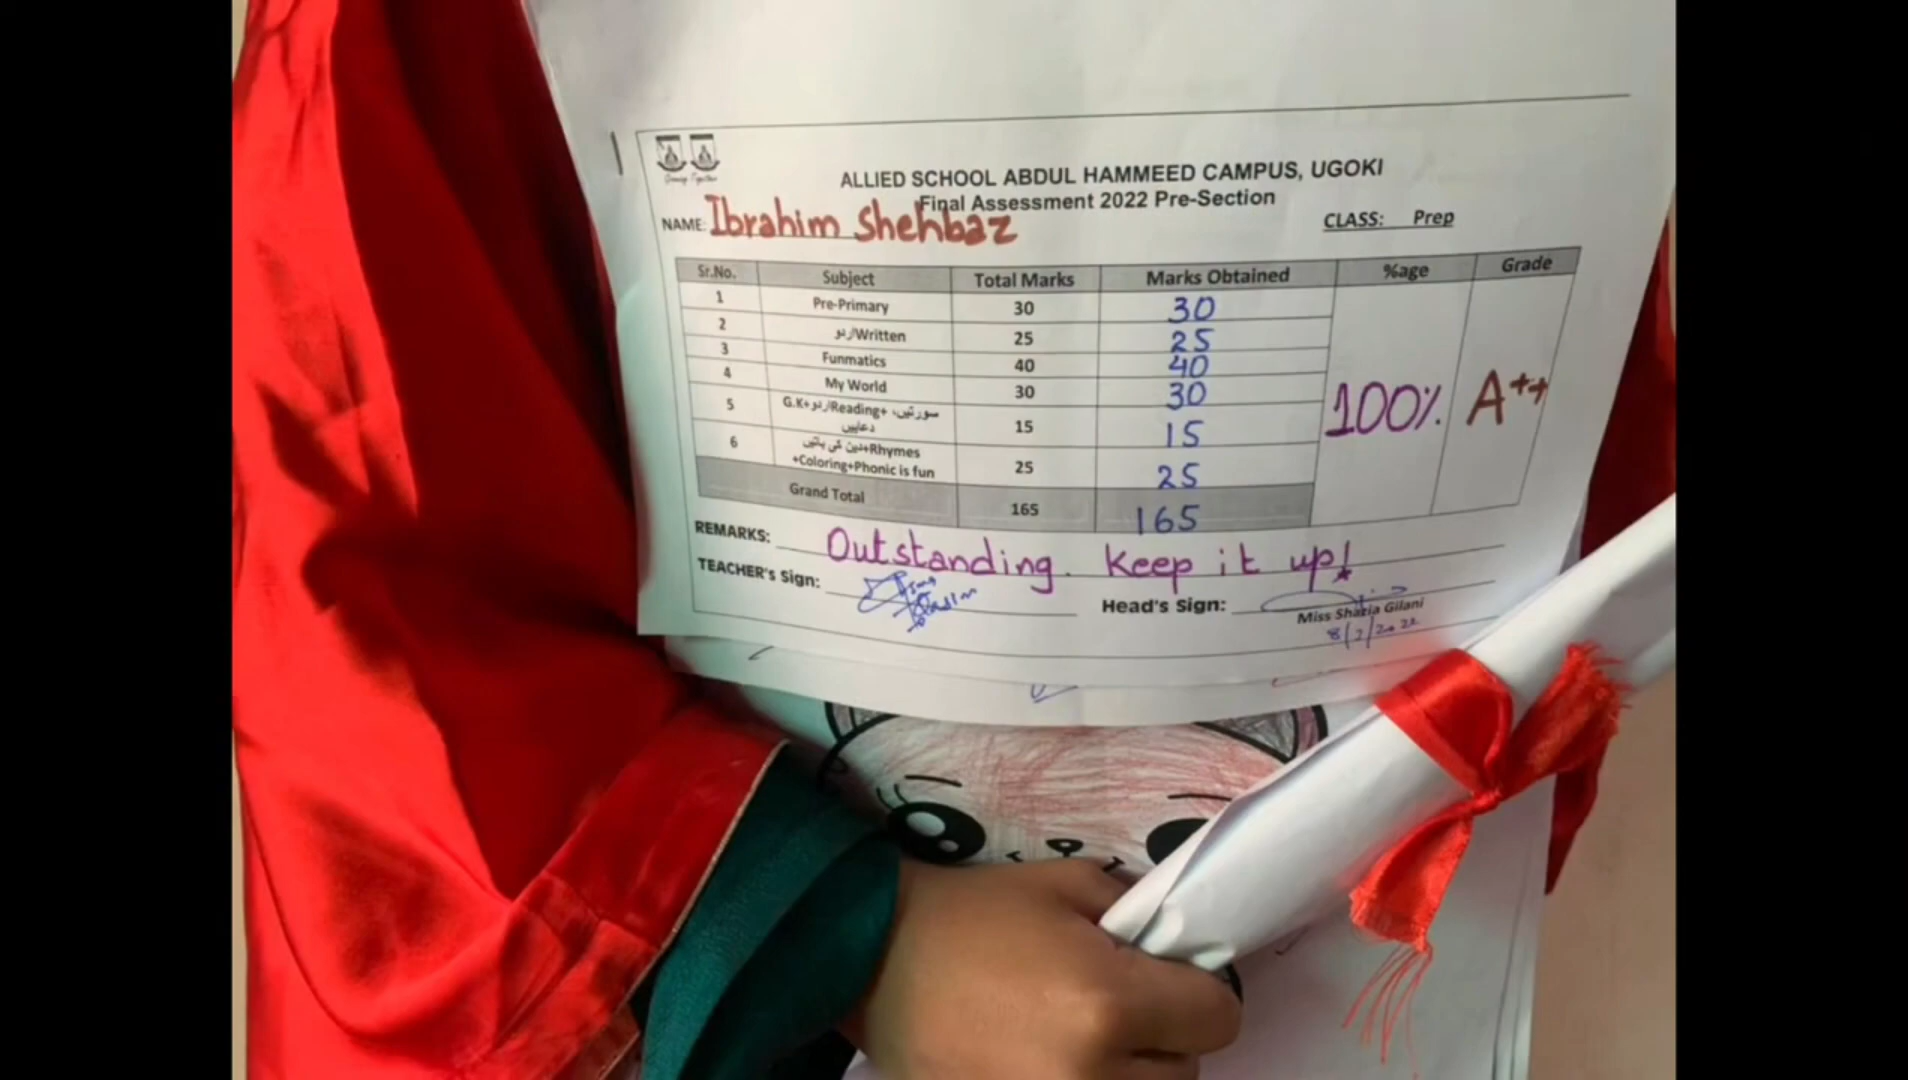 ALLIED SCHOOL ABDUL HAMMEED CAMPUS, UGOKI
Final Assessment 2022 Pre-Section
NAME: Ibrahim Shehbaz CLASS: Prep
Sr.No. Subject Total Marks Marks Obtained %age Grade
1 Pre-Primary 30 30
2 اردو/Written 25 25
3 Funmatics 40 40
4 My World 30 30
100% A++
5 G.K+اردو/Reading+ سورتیں،
دعایں 15 15
6 دین کی باتیں+Rhymes
+Coloring+Phonic is fun 25 25
Grand Total 165 165
REMARKS: Outstanding. Keep it up!
TEACHER's Sign: Head's Sign:
Miss Shazia Gilani